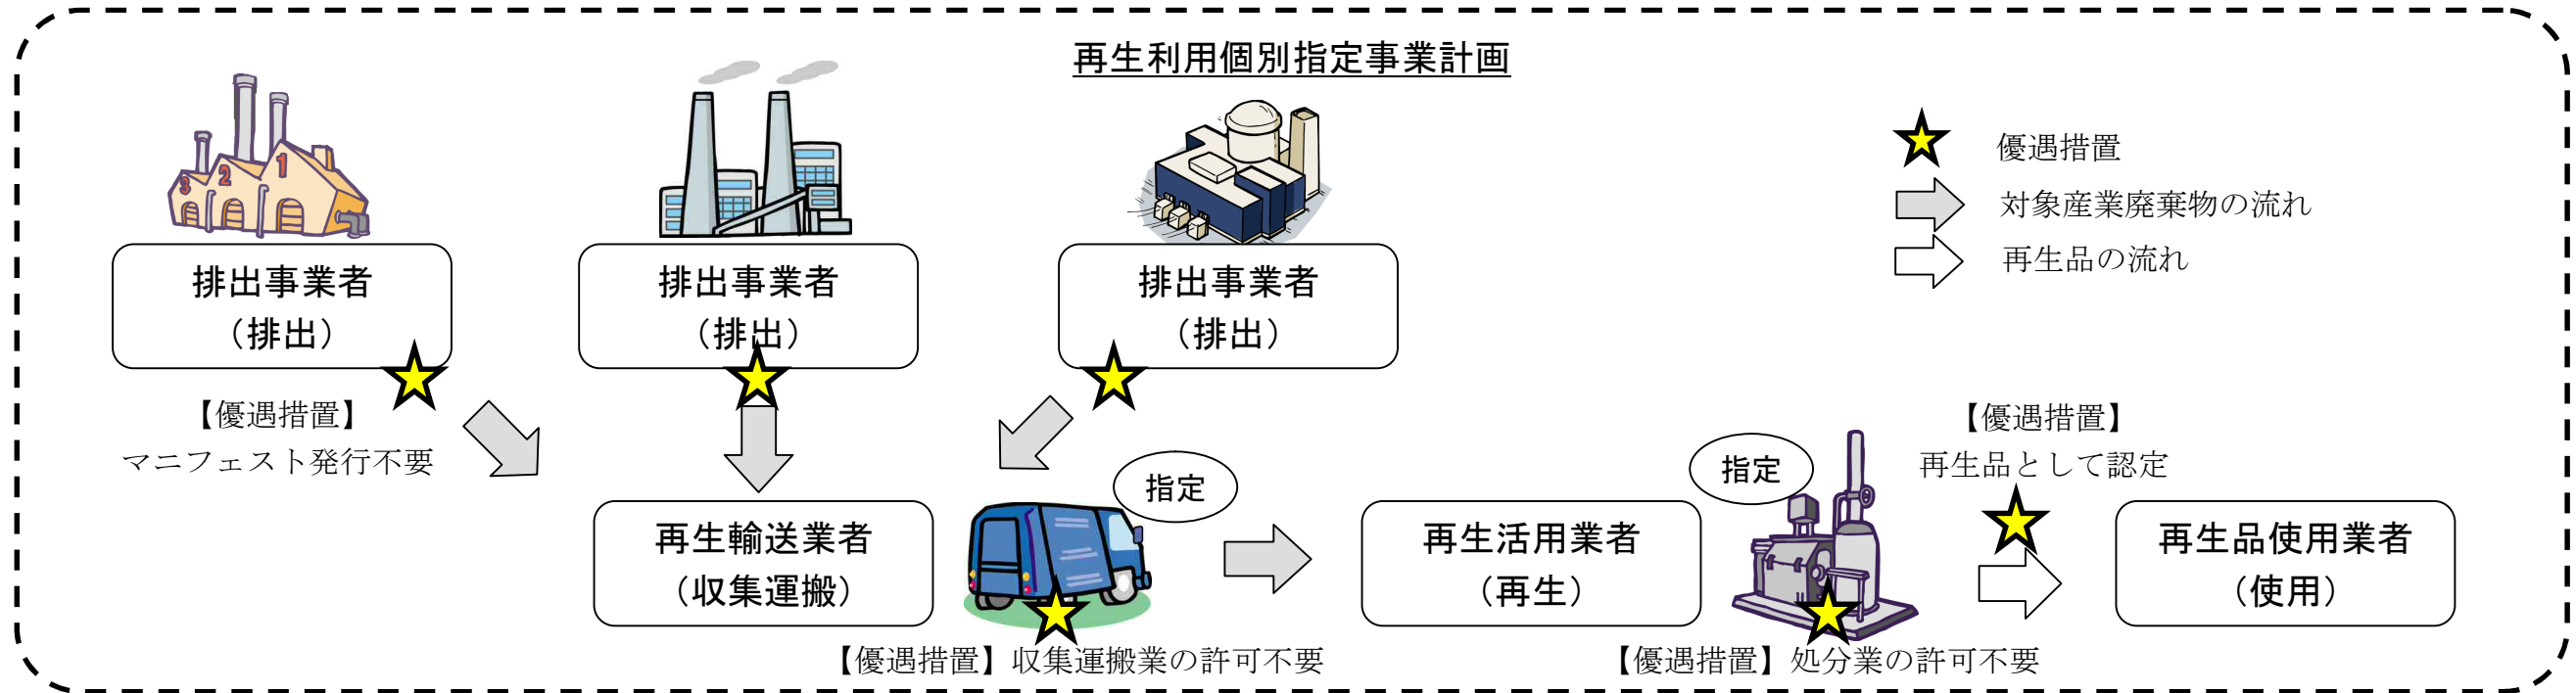 再生利用個別指定事業計画
3
2
1
優遇措置
対象産業廃棄物の流れ
再生品の流れ
排出事業者
（排出）
排出事業者
（排出）
排出事業者
（排出）
【優遇措置】
マニフェスト発行不要
再生輸送業者
（収集運搬）
指定
【優遇措置】収集運搬業の許可不要
再生活用業者
（再生）
指定
【優遇措置】処分業の許可不要
【優遇措置】
再生品として認定
再生品使用業者
（使用）